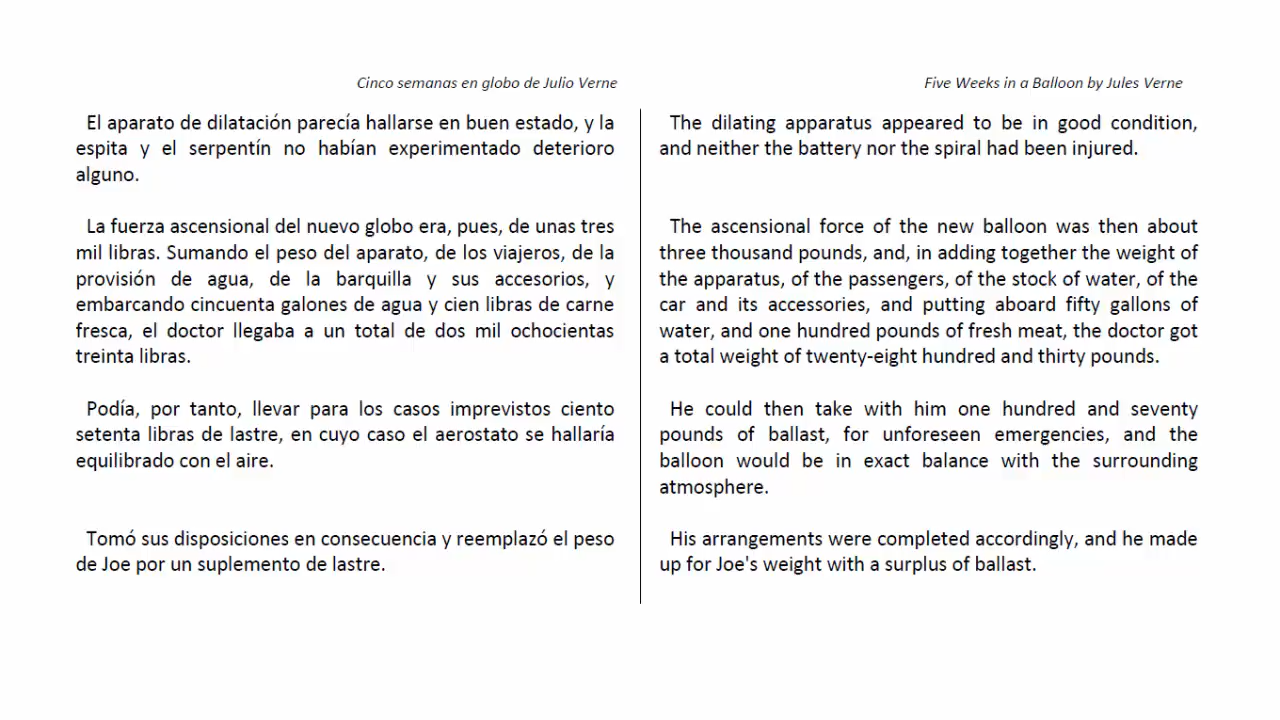 Cinco semanas en globo de Julio Verne
El aparato de dilatación parecía hallarse en buen estado, y la
espita y el serpentín no habían experimentado deterioro
alguno.
La fuerza ascensional del nuevo globo era, pues, de unas tres
mil libras. Sumando el peso del aparato, de los viajeros, de la
provisión de agua, de la barquilla y sus accesorios, y
embarcando cincuenta galones de agua y cien libras de carne
fresca, el doctor llegaba a un total de dos mil ochocientas
treinta libras.
Podía, por tanto, llevar para los casos imprevistos ciento
setenta libras de lastre, en cuyo caso el aerostato se hallaría
equilibrado con el aire.
Tomó sus disposiciones en consecuencia y reemplazó el peso
de Joe por un suplemento de lastre.
Five Weeks in a Balloon by Jules Verne
The dilating apparatus appeared to be in good condition,
and neither the battery nor the spiral had been injured.
The ascensional force of the new balloon was then about
three thousand pounds, and, in adding together the weight of
the apparatus, of the passengers, of the stock of water, of the
car and its accessories, and putting aboard fifty gallons of
water, and one hundred pounds of fresh meat, the doctor got
a total weight of twenty-eight hundred and thirty pounds.
He could then take with him one hundred and seventy
pounds of ballast, for unforeseen emergencies, and the
balloon would be in exact balance with the surrounding
atmosphere.
His arrangements were completed accordingly, and he made
up for Joe's weight with a surplus of ballast.